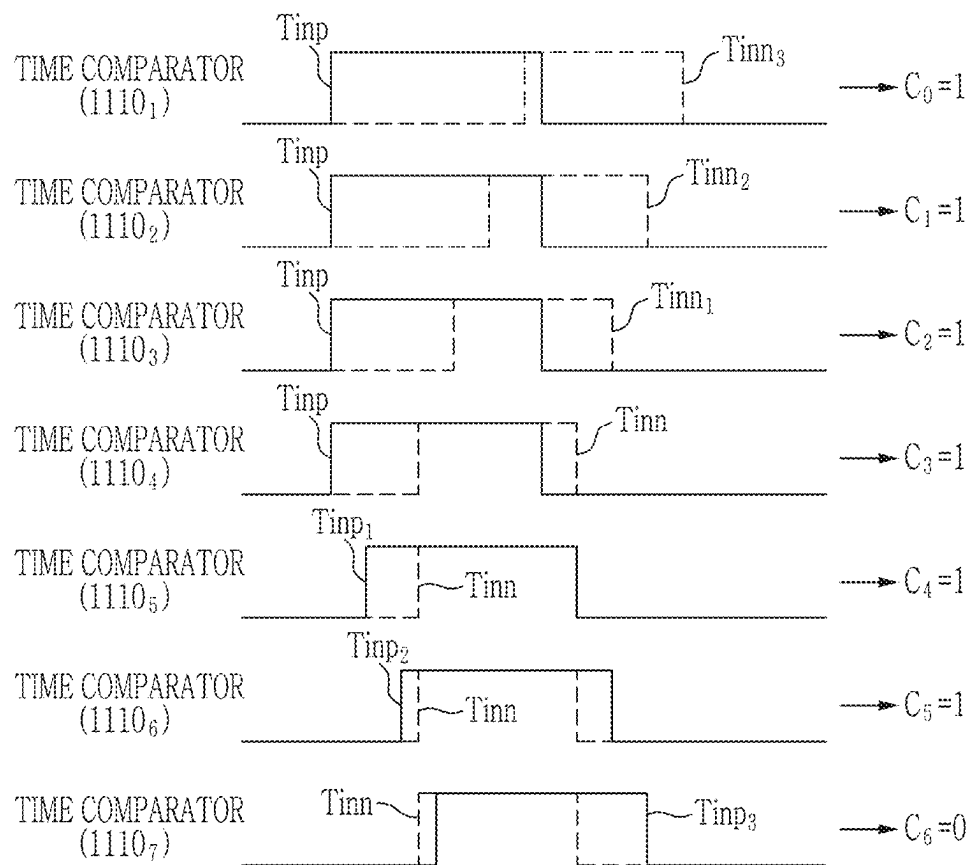 Tinp
Tinn₃
TIME COMPARATOR
(1110₁)
C₀=1
Tinp
Tinn₂
TIME COMPARATOR
(1110₂)
C₁=1
Tinp
Tinn₁
TIME COMPARATOR
(1110₃)
C₂=1
Tinp
Tinn
TIME COMPARATOR
(1110₄)
C₃=1
Tinp₁
Tinn
TIME COMPARATOR
(1110₅)
C₄=1
Tinp₂
Tinn
TIME COMPARATOR
(1110₆)
C₅=1
Tinn
Tinp₃
TIME COMPARATOR
(1110₇)
C₆=0